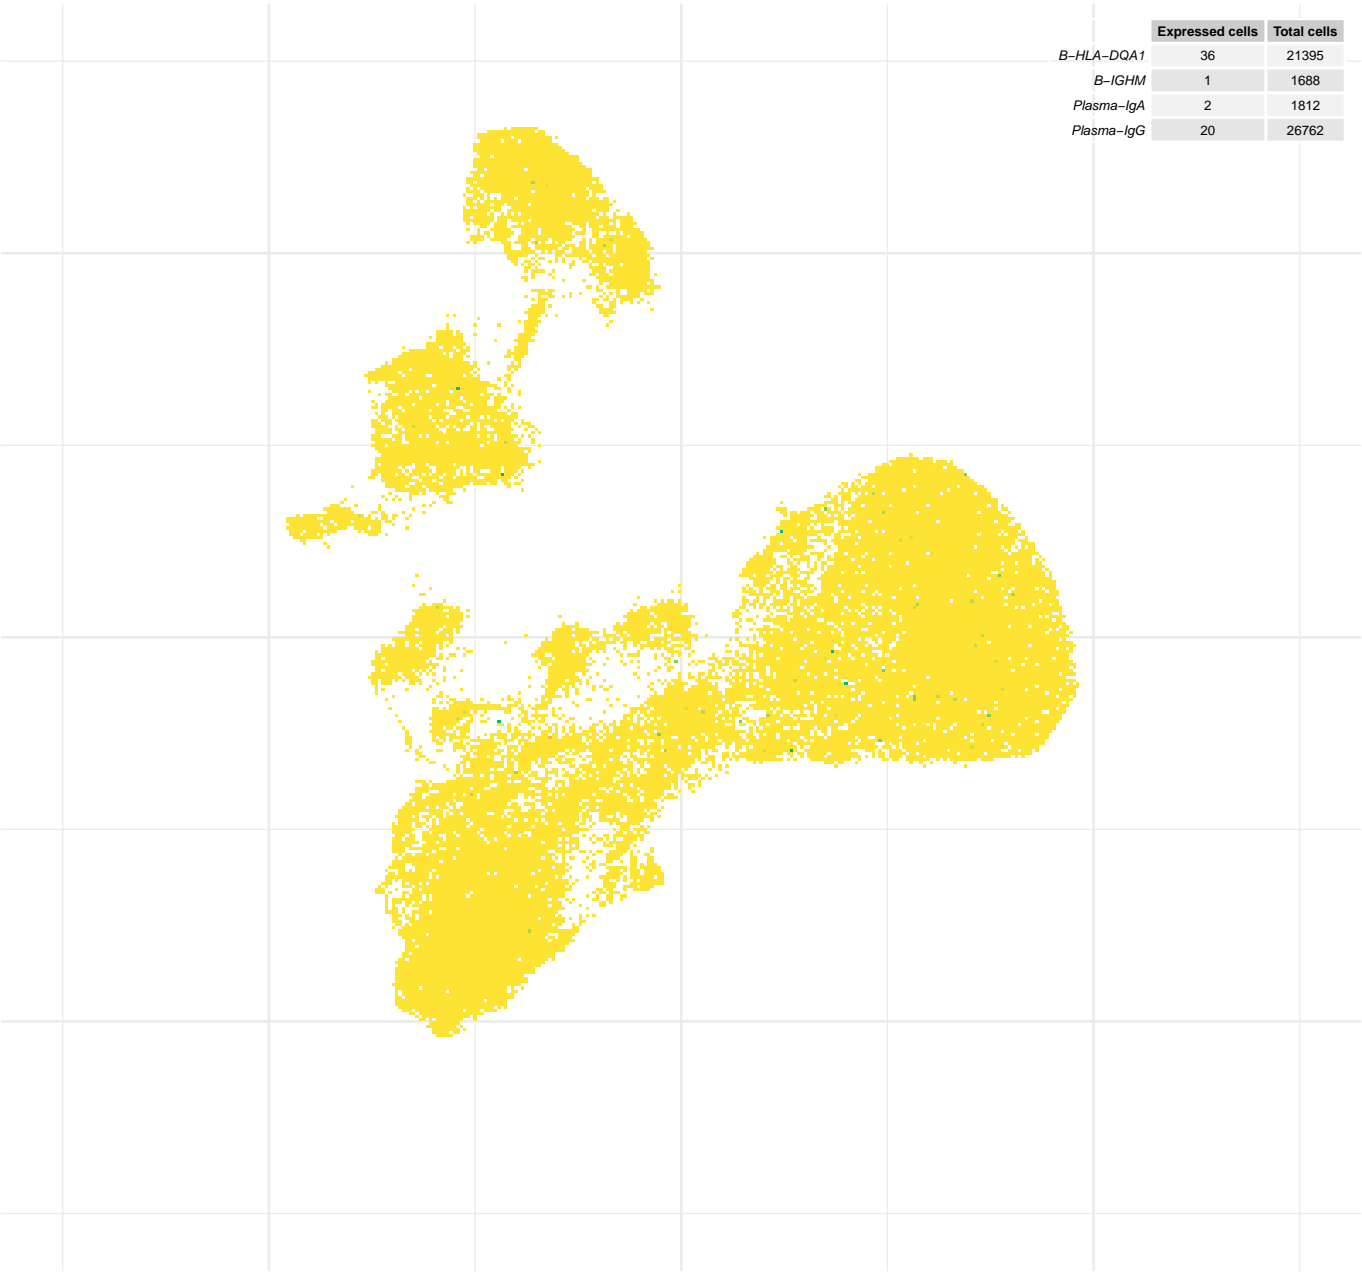 Expressed cells Total cells
B−HLA−DQA1 36 21395
B−IGHM 1 1688
Plasma−IgA 2 1812
Plasma−IgG 20 26762